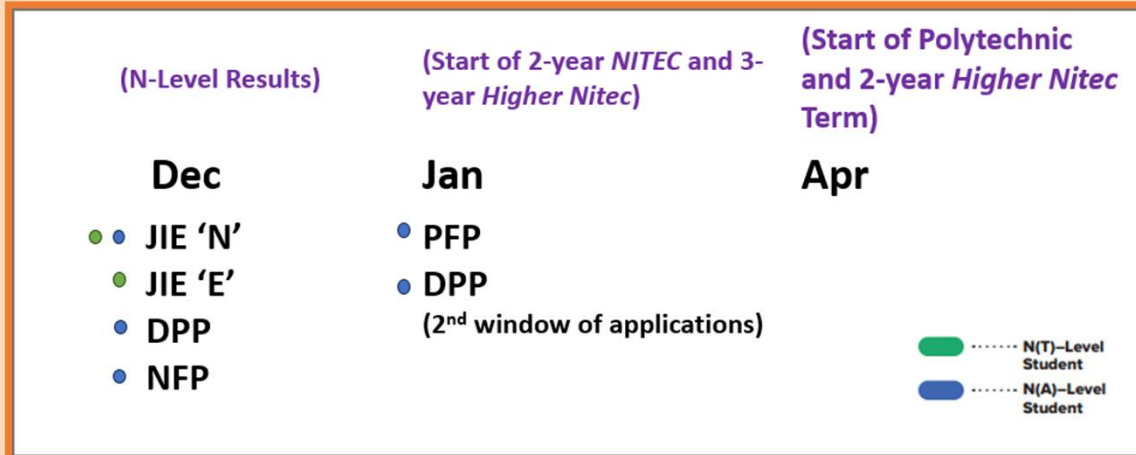 (N-Level Results)
(Start of 2-year NITEC and 3-
year Higher Nitec)
(Start of Polytechnic
and 2-year Higher Nitec
Term)
Dec
Jan
Apr
JIE ‘N’
JIE ‘E’
DPP
NFP
PFP
DPP
(2nd window of applications)
N(T)–Level
Student
N(A)–Level
Student